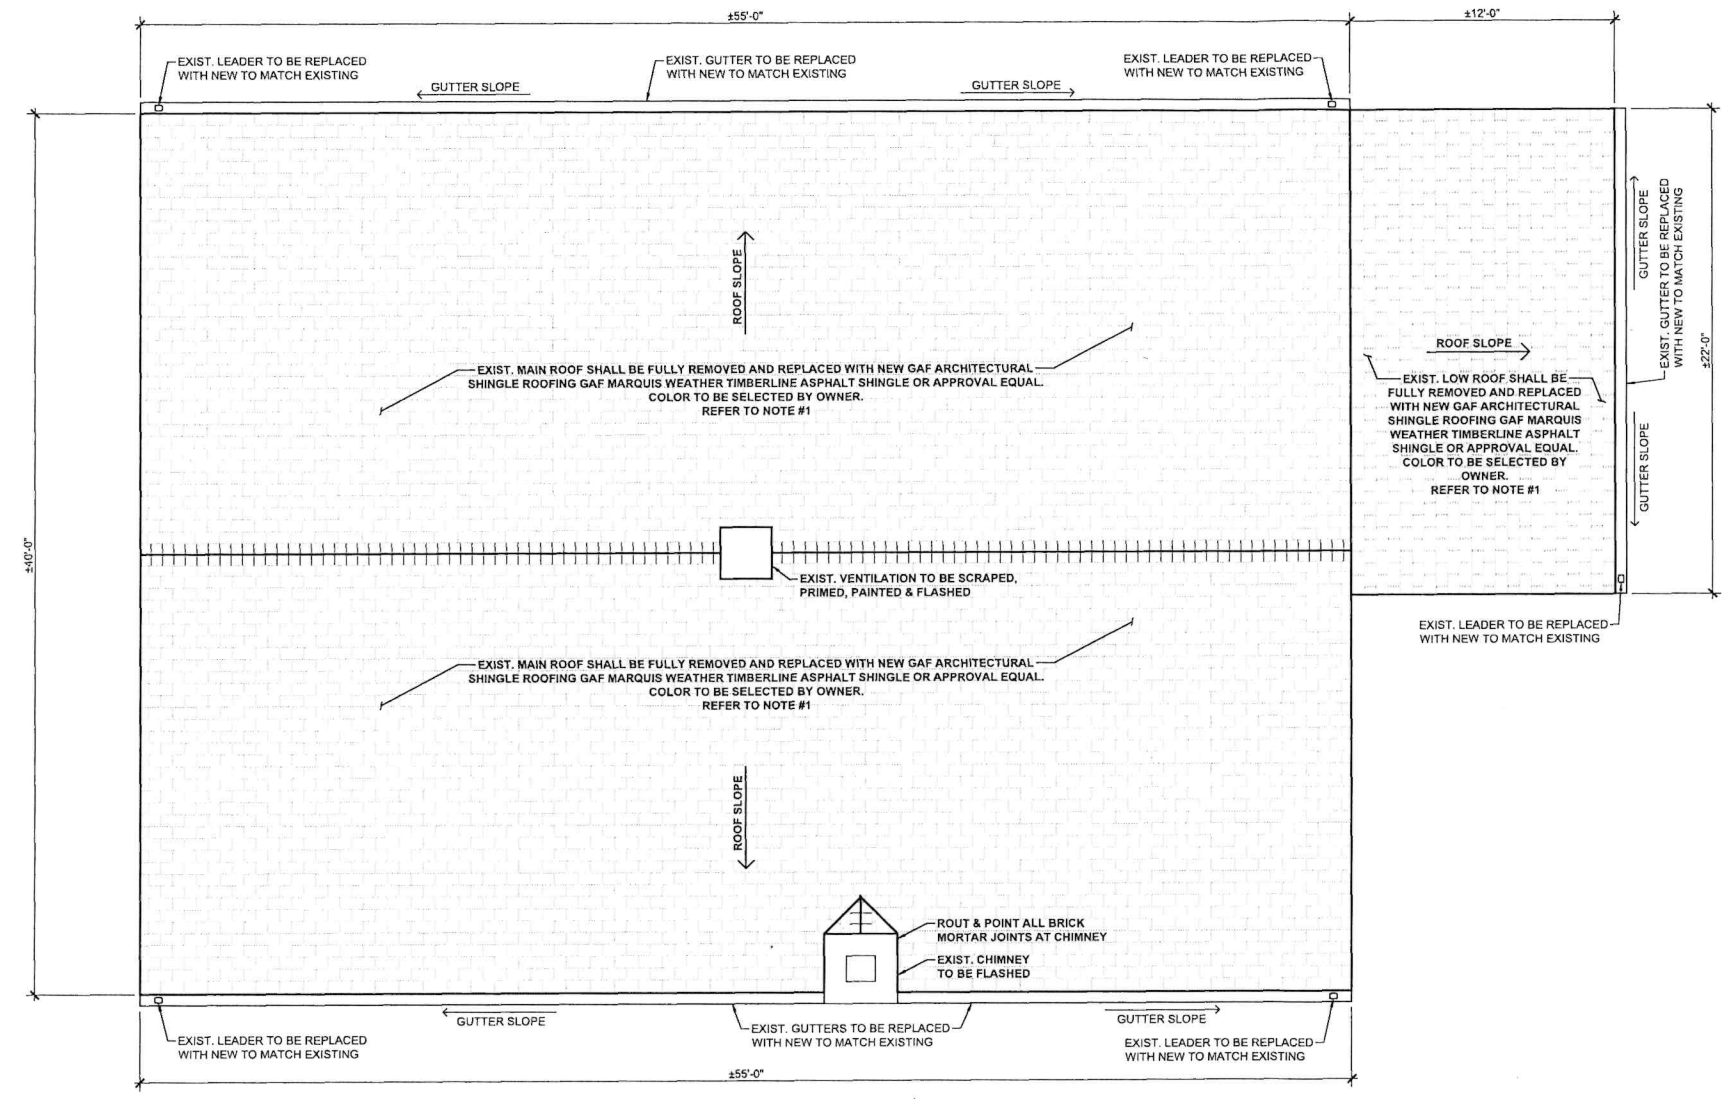 ±55'-0"
±12'-0"
EXIST. LEADER TO BE REPLACED
WITH NEW TO MATCH EXISTING
GUTTER SLOPE
EXIST. GUTTER TO BE REPLACED
WITH NEW TO MATCH EXISTING
GUTTER SLOPE
EXIST. LEADER TO BE REPLACED
WITH NEW TO MATCH EXISTING
ROOF SLOPE
EXIST. MAIN ROOF SHALL BE FULLY REMOVED AND REPLACED WITH NEW GAF ARCHITECTURAL
SHINGLE ROOFING GAF MARQUIS WEATHER TIMBERLINE ASPHALT SHINGLE OR APPROVAL EQUAL.
COLOR TO BE SELECTED BY OWNER.
REFER TO NOTE #1
ROOF SLOPE
EXIST. LOW ROOF SHALL BE
FULLY REMOVED AND REPLACED
WITH NEW GAF ARCHITECTURAL
SHINGLE ROOFING GAF MARQUIS
WEATHER TIMBERLINE ASPHALT
SHINGLE OR APPROVAL EQUAL.
COLOR TO BE SELECTED BY
OWNER.
REFER TO NOTE #1
GUTTER SLOPE
EXIST. GUTTER TO BE REPLACED
WITH NEW TO MATCH EXISTING
±22'-0"
GUTTER SLOPE
±40'-0"
EXIST. VENTILATION TO BE SCRAPED,
PRIMED, PAINTED & FLASHED
EXIST. LEADER TO BE REPLACED
WITH NEW TO MATCH EXISTING
EXIST. MAIN ROOF SHALL BE FULLY REMOVED AND REPLACED WITH NEW GAF ARCHITECTURAL
SHINGLE ROOFING GAF MARQUIS WEATHER TIMBERLINE ASPHALT SHINGLE OR APPROVAL EQUAL.
COLOR TO BE SELECTED BY OWNER.
REFER TO NOTE #1
ROOF SLOPE
ROUT & POINT ALL BRICK
MORTAR JOINTS AT CHIMNEY
EXIST. CHIMNEY
TO BE FLASHED
EXIST. LEADER TO BE REPLACED
WITH NEW TO MATCH EXISTING
GUTTER SLOPE
EXIST. GUTTERS TO BE REPLACED
WITH NEW TO MATCH EXISTING
GUTTER SLOPE
EXIST. LEADER TO BE REPLACED
WITH NEW TO MATCH EXISTING
±55'-0"